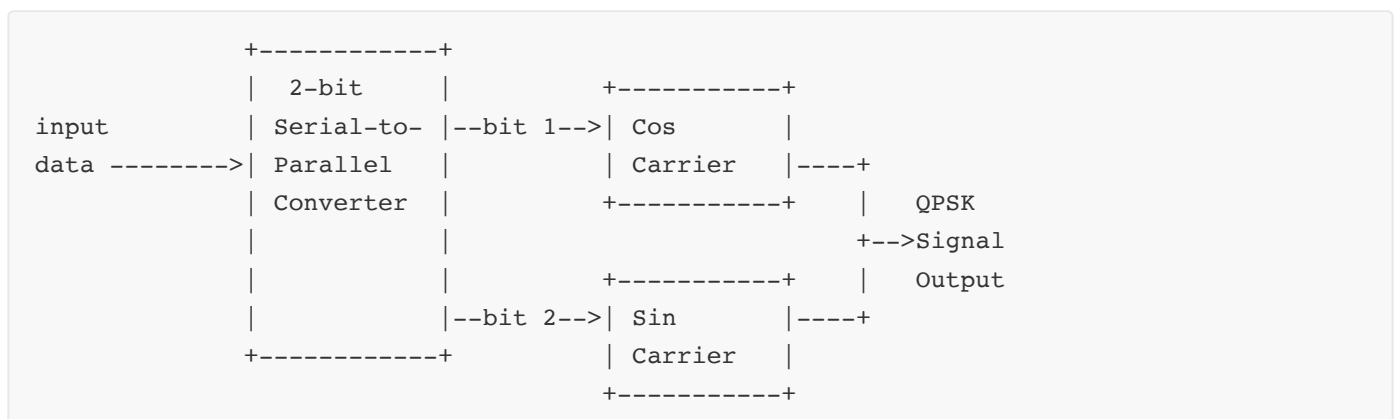 +------------+
               |  2-bit     |           +-----------+
input          | Serial-to- |--bit 1-->| Cos       |
data --------->| Parallel   |          | Carrier   |----+
               | Converter  |          +-----------+    |   QPSK
               |            |                           +-->Signal
               |            |          +-----------+    |   Output
               |            |--bit 2-->| Sin       |----+
               +------------+          | Carrier   |
                                       +-----------+